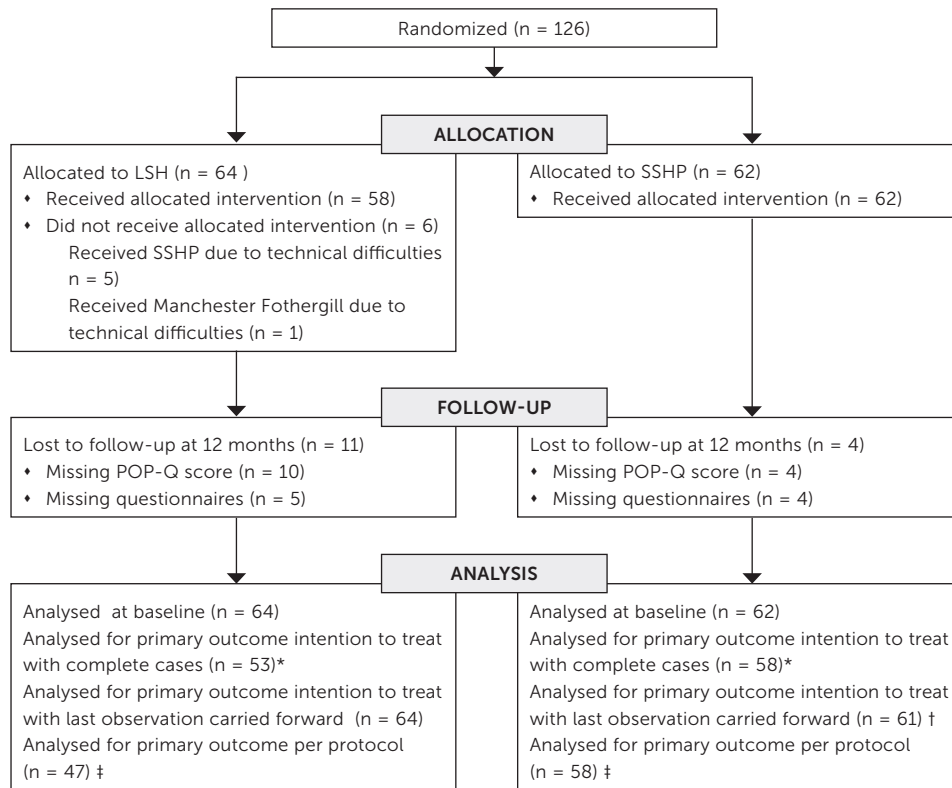 Randomized (n = 126)
ALLOCATION
Allocated to LSH (n = 64 )
⬧ Received allocated intervention (n = 58)
⬧ Did not receive allocated intervention (n = 6)
Received SSHP due to technical difficulties
n = 5)
Received Manchester Fothergill due to
technical difficulties (n = 1)
Allocated to SSHP (n = 62)
⬧ Received allocated intervention (n = 62)
FOLLOW-UP
Lost to follow-up at 12 months (n = 11)
⬧ Missing POP-Q score (n = 10)
⬧ Missing questionnaires (n = 5)
Lost to follow-up at 12 months (n = 4)
⬧ Missing POP-Q score (n = 4)
⬧ Missing questionnaires (n = 4)
ANALYSIS
Analysed at baseline (n = 64)
Analysed for primary outcome intention to treat
with complete cases (n = 53)*
Analysed for primary outcome intention to treat
with last observation carried forward (n = 64)
Analysed for primary outcome per protocol
(n = 47) ‡
Analysed at baseline (n = 62)
Analysed for primary outcome intention to treat
with complete cases (n = 58)*
Analysed for primary outcome intention to treat
with last observation carried forward (n = 61) †
Analysed for primary outcome per protocol
(n = 58) ‡